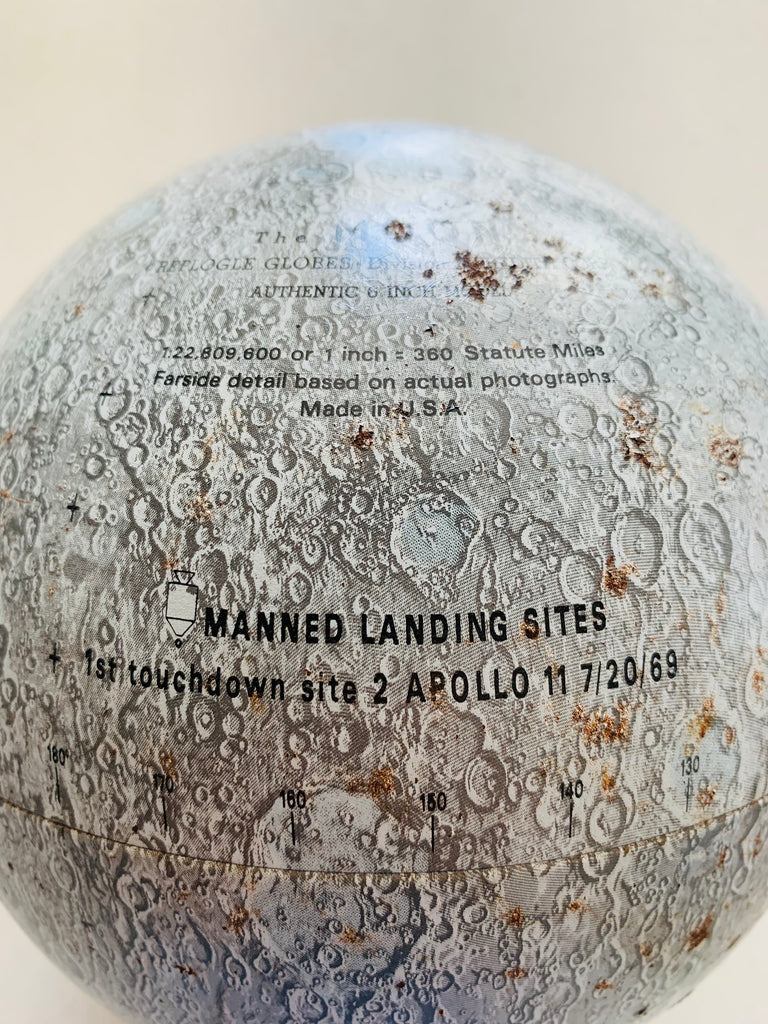 The MOON
REPLOGLE GLOBES
AUTHENTIC 6 INCH MODEL
1:22,809,600 or 1 inch = 360 Statute Miles
Farside detail based on actual photographs.
Made in U.S.A.
MANNED LANDING SITES
1st touchdown site 2 APOLLO 11 7/20/69
180° 170 160 150 140 130